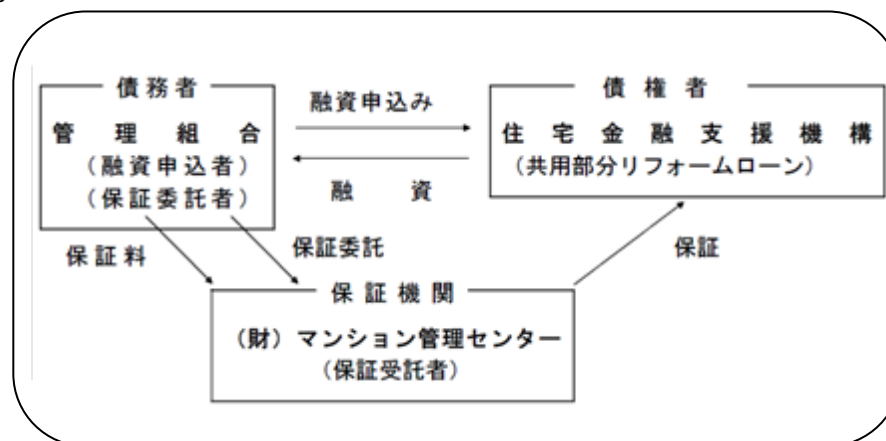 債務者
管理組合
（融資申込者）
（保証委託者）
融資申込み
融資
債権者
住宅金融支援機構
（共用部分リフォームローン）
保証料
保証委託
保証
保証機関
（財）マンション管理センター
（保証受託者）